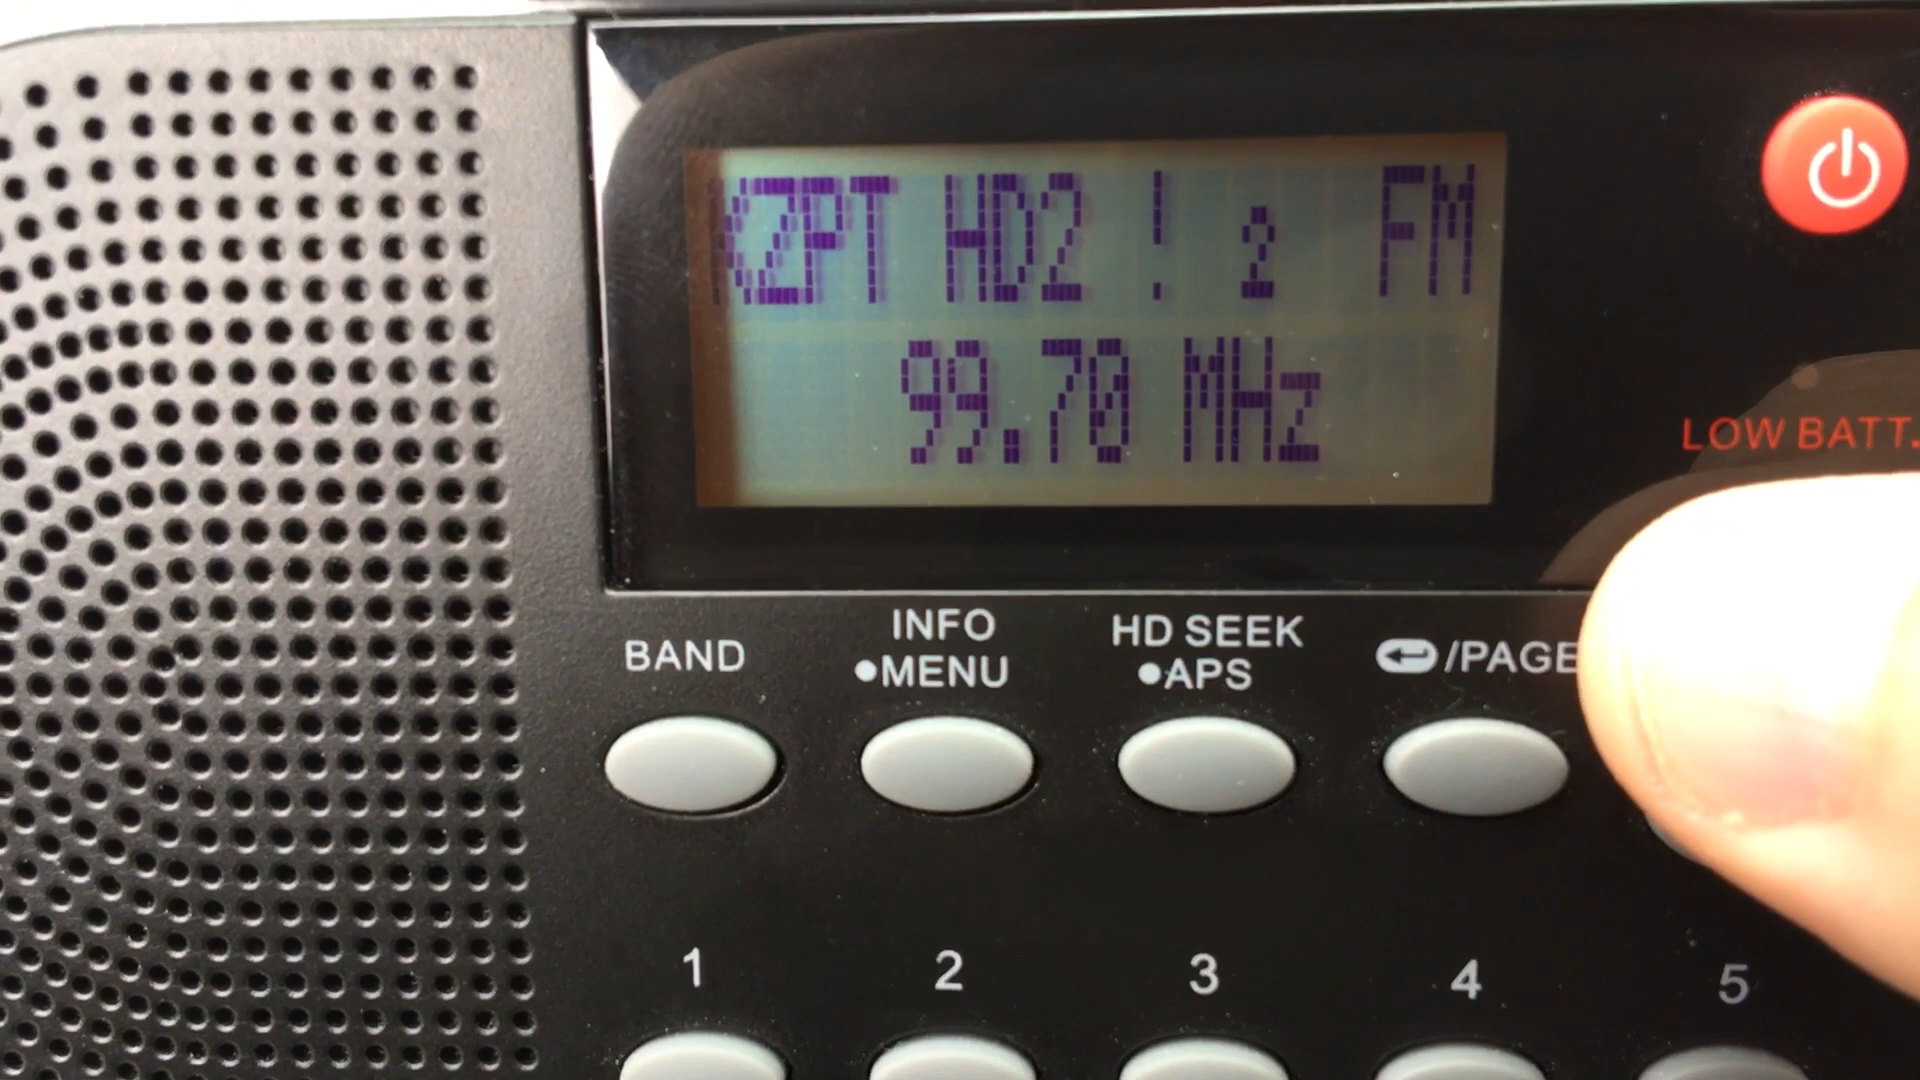 KZPT HD2 ! 2 FM
99.70 MHz
LOW BATT.
BAND
INFO
•MENU
HD SEEK
•APS
/PAGE
1 2 3 4 5